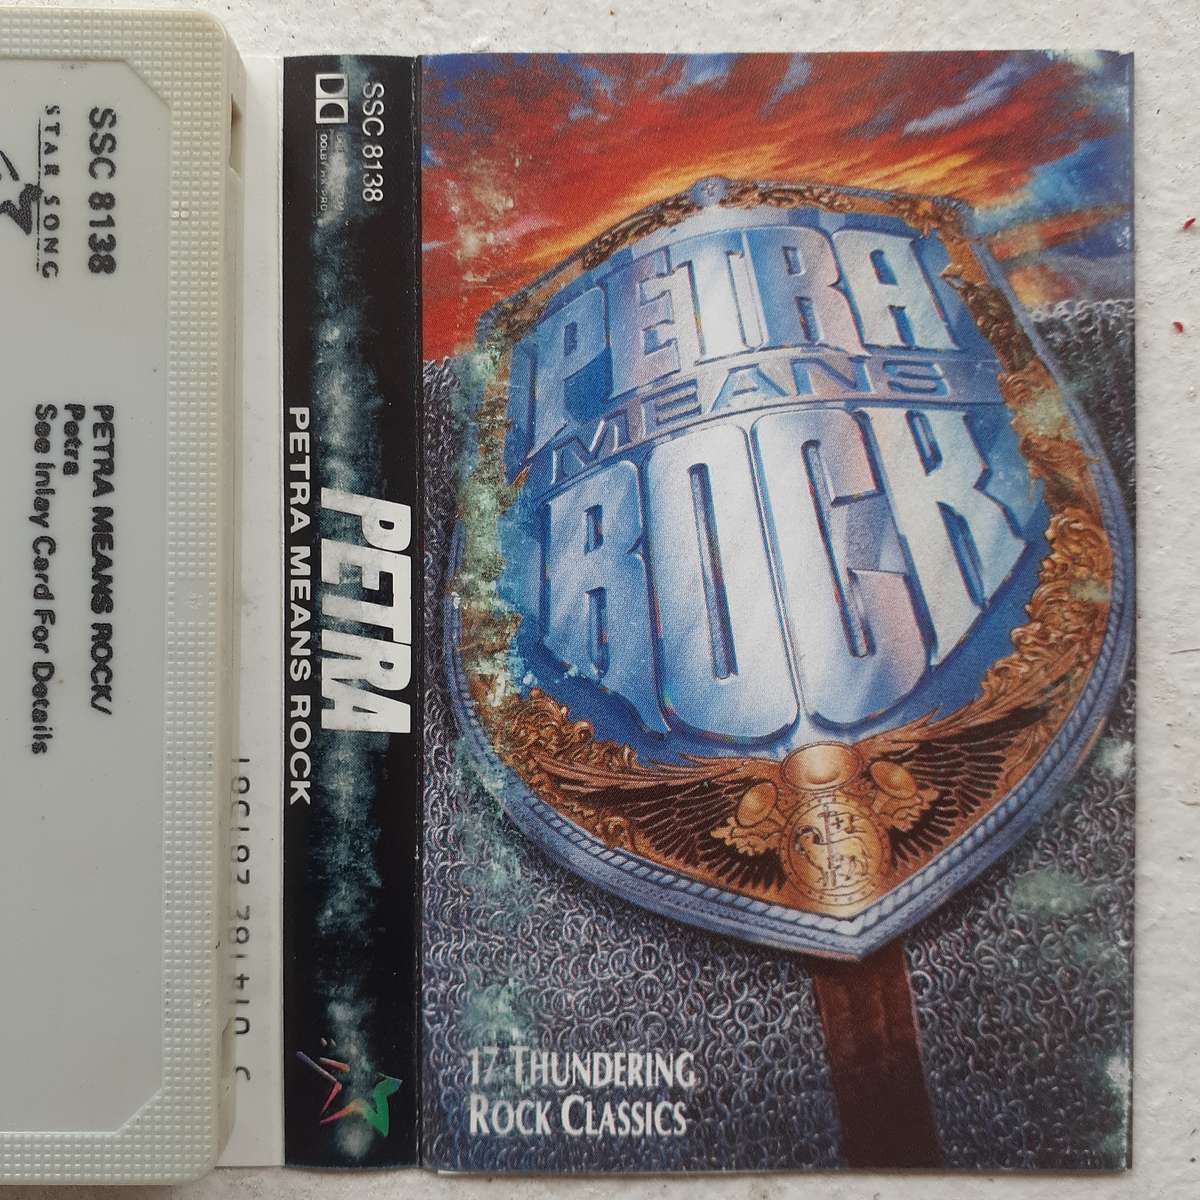 SSC 8138
STAR SONG
PETRA MEANS ROCK/
Petra
See Inlay Card For Details
SSC 8138
PETRA
PETRA MEANS ROCK
PETRA
MEANS
ROCK
17 THUNDERING
ROCK CLASSICS